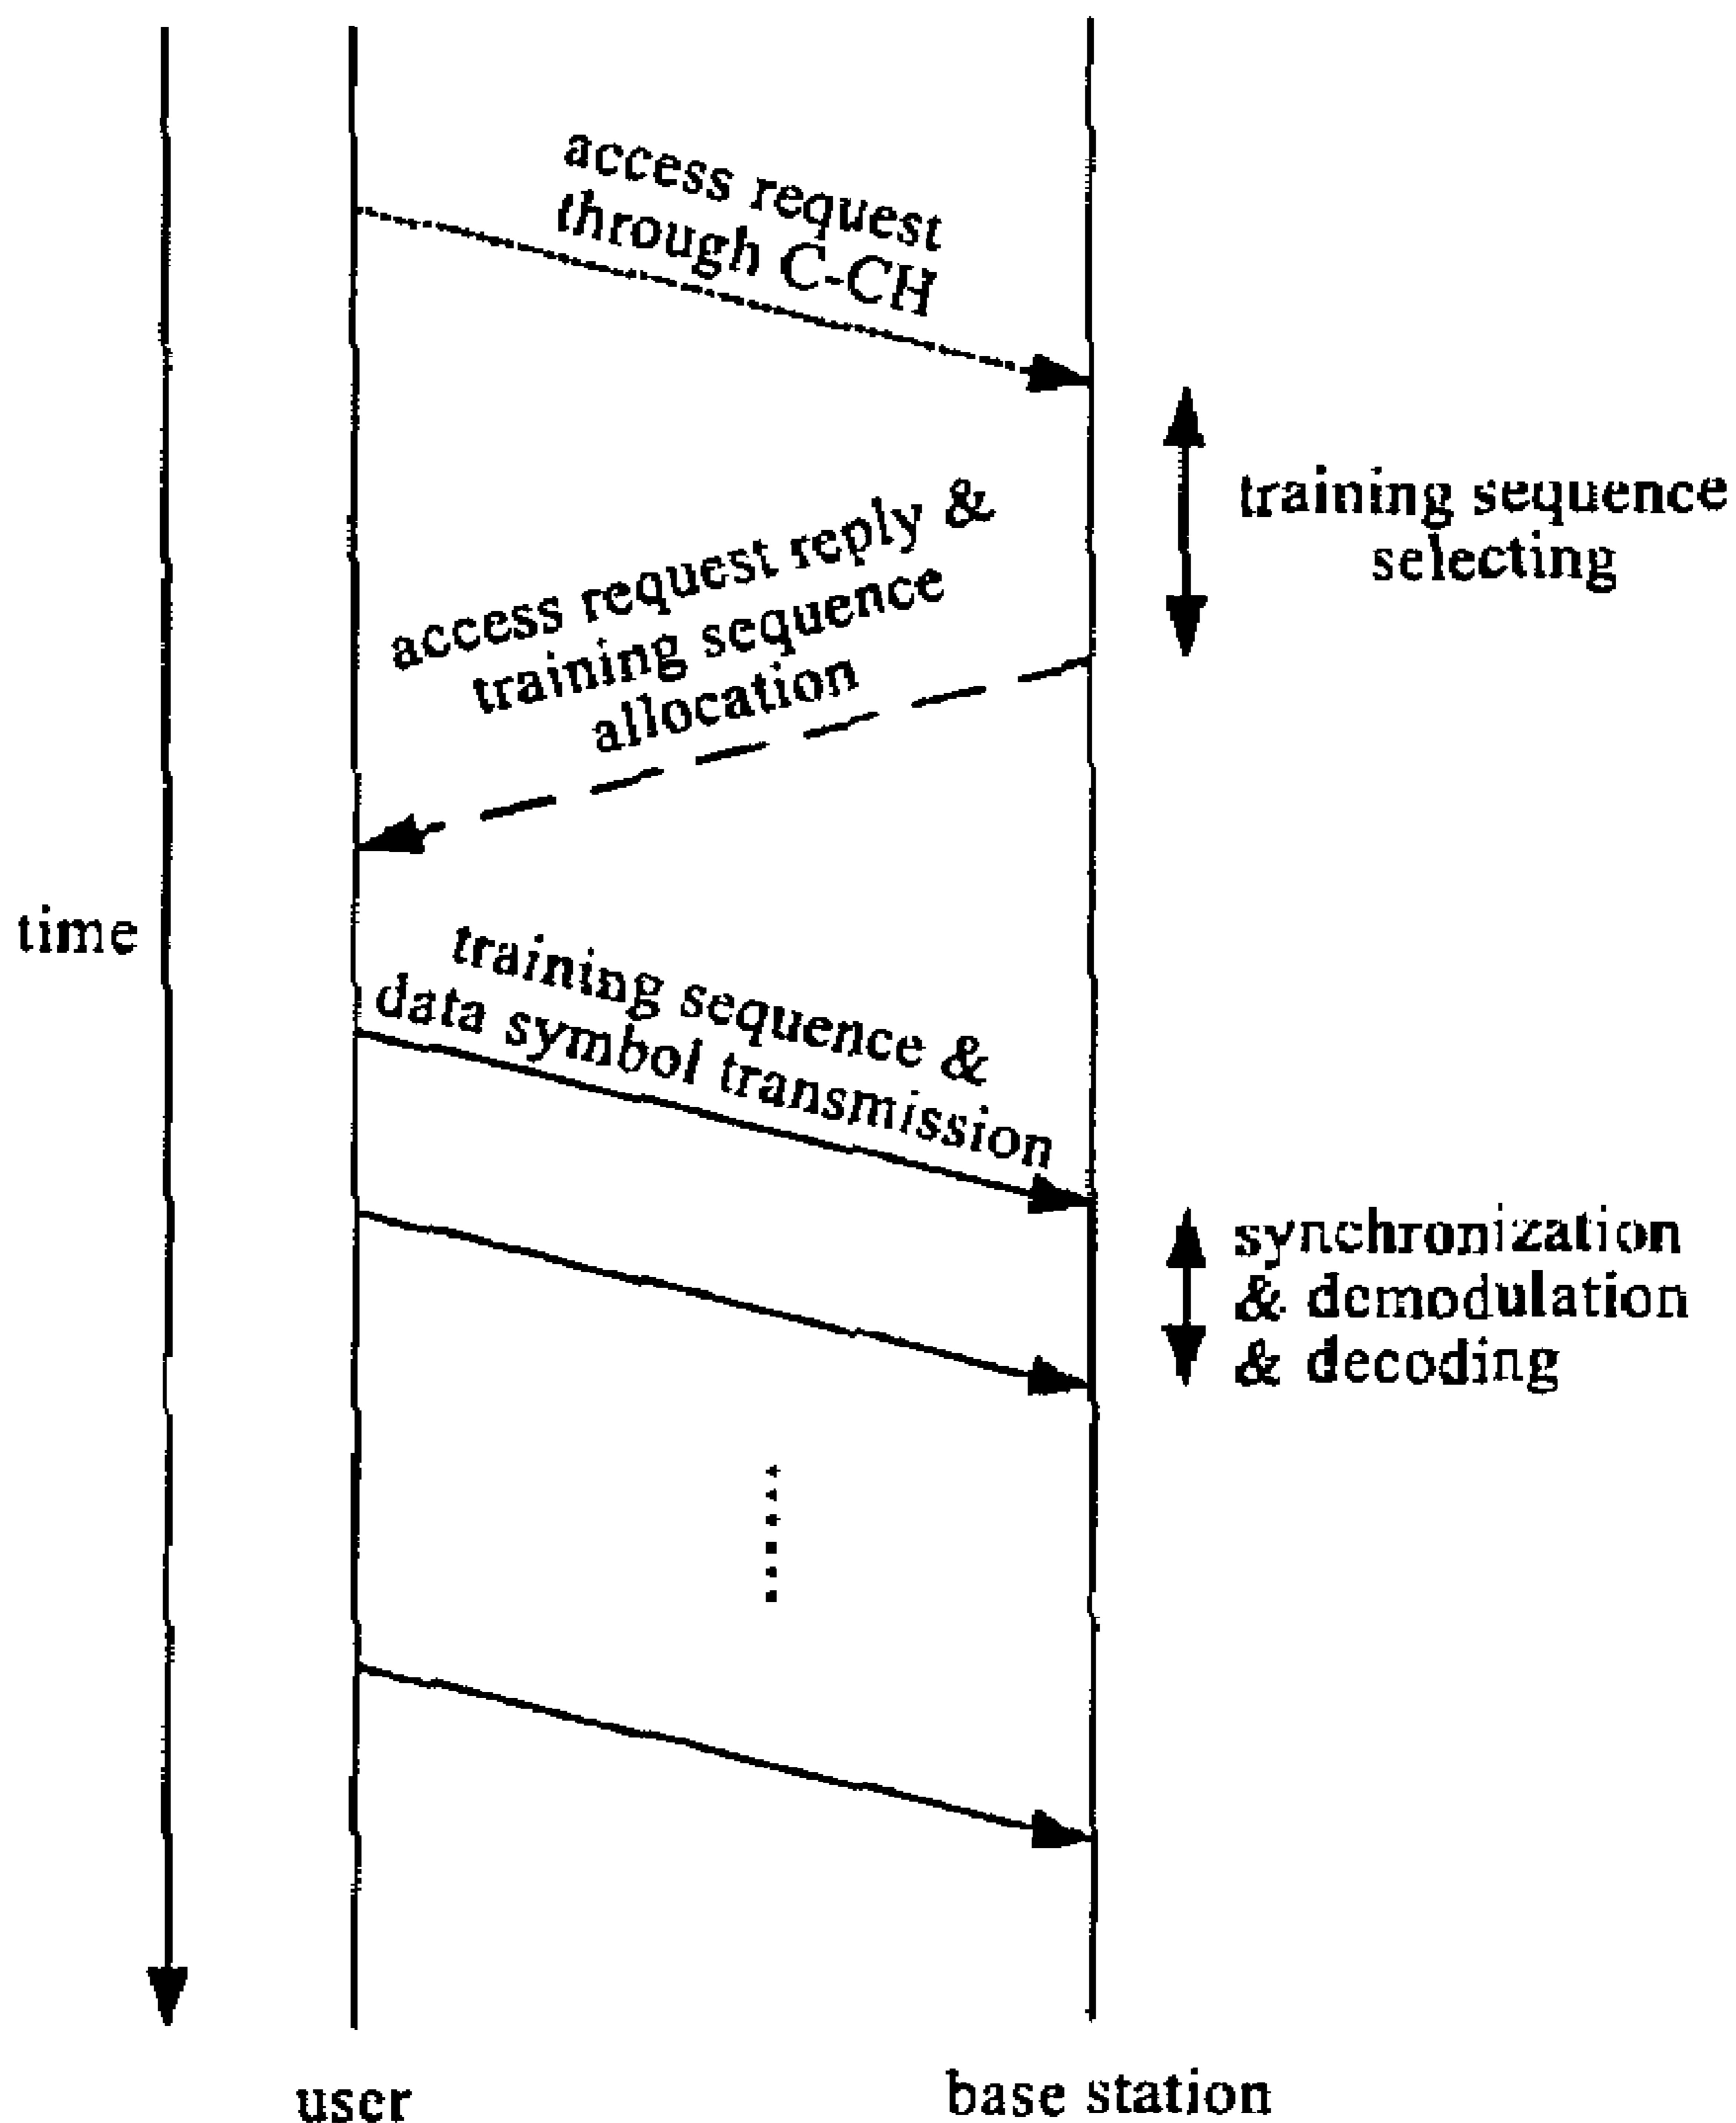 access request
through C-CH
training sequence
selecting
access request reply &
training sequence
allocation
time
training sequence &
data symbol transmission
synchronization
& demodulation
& decoding
user
base station